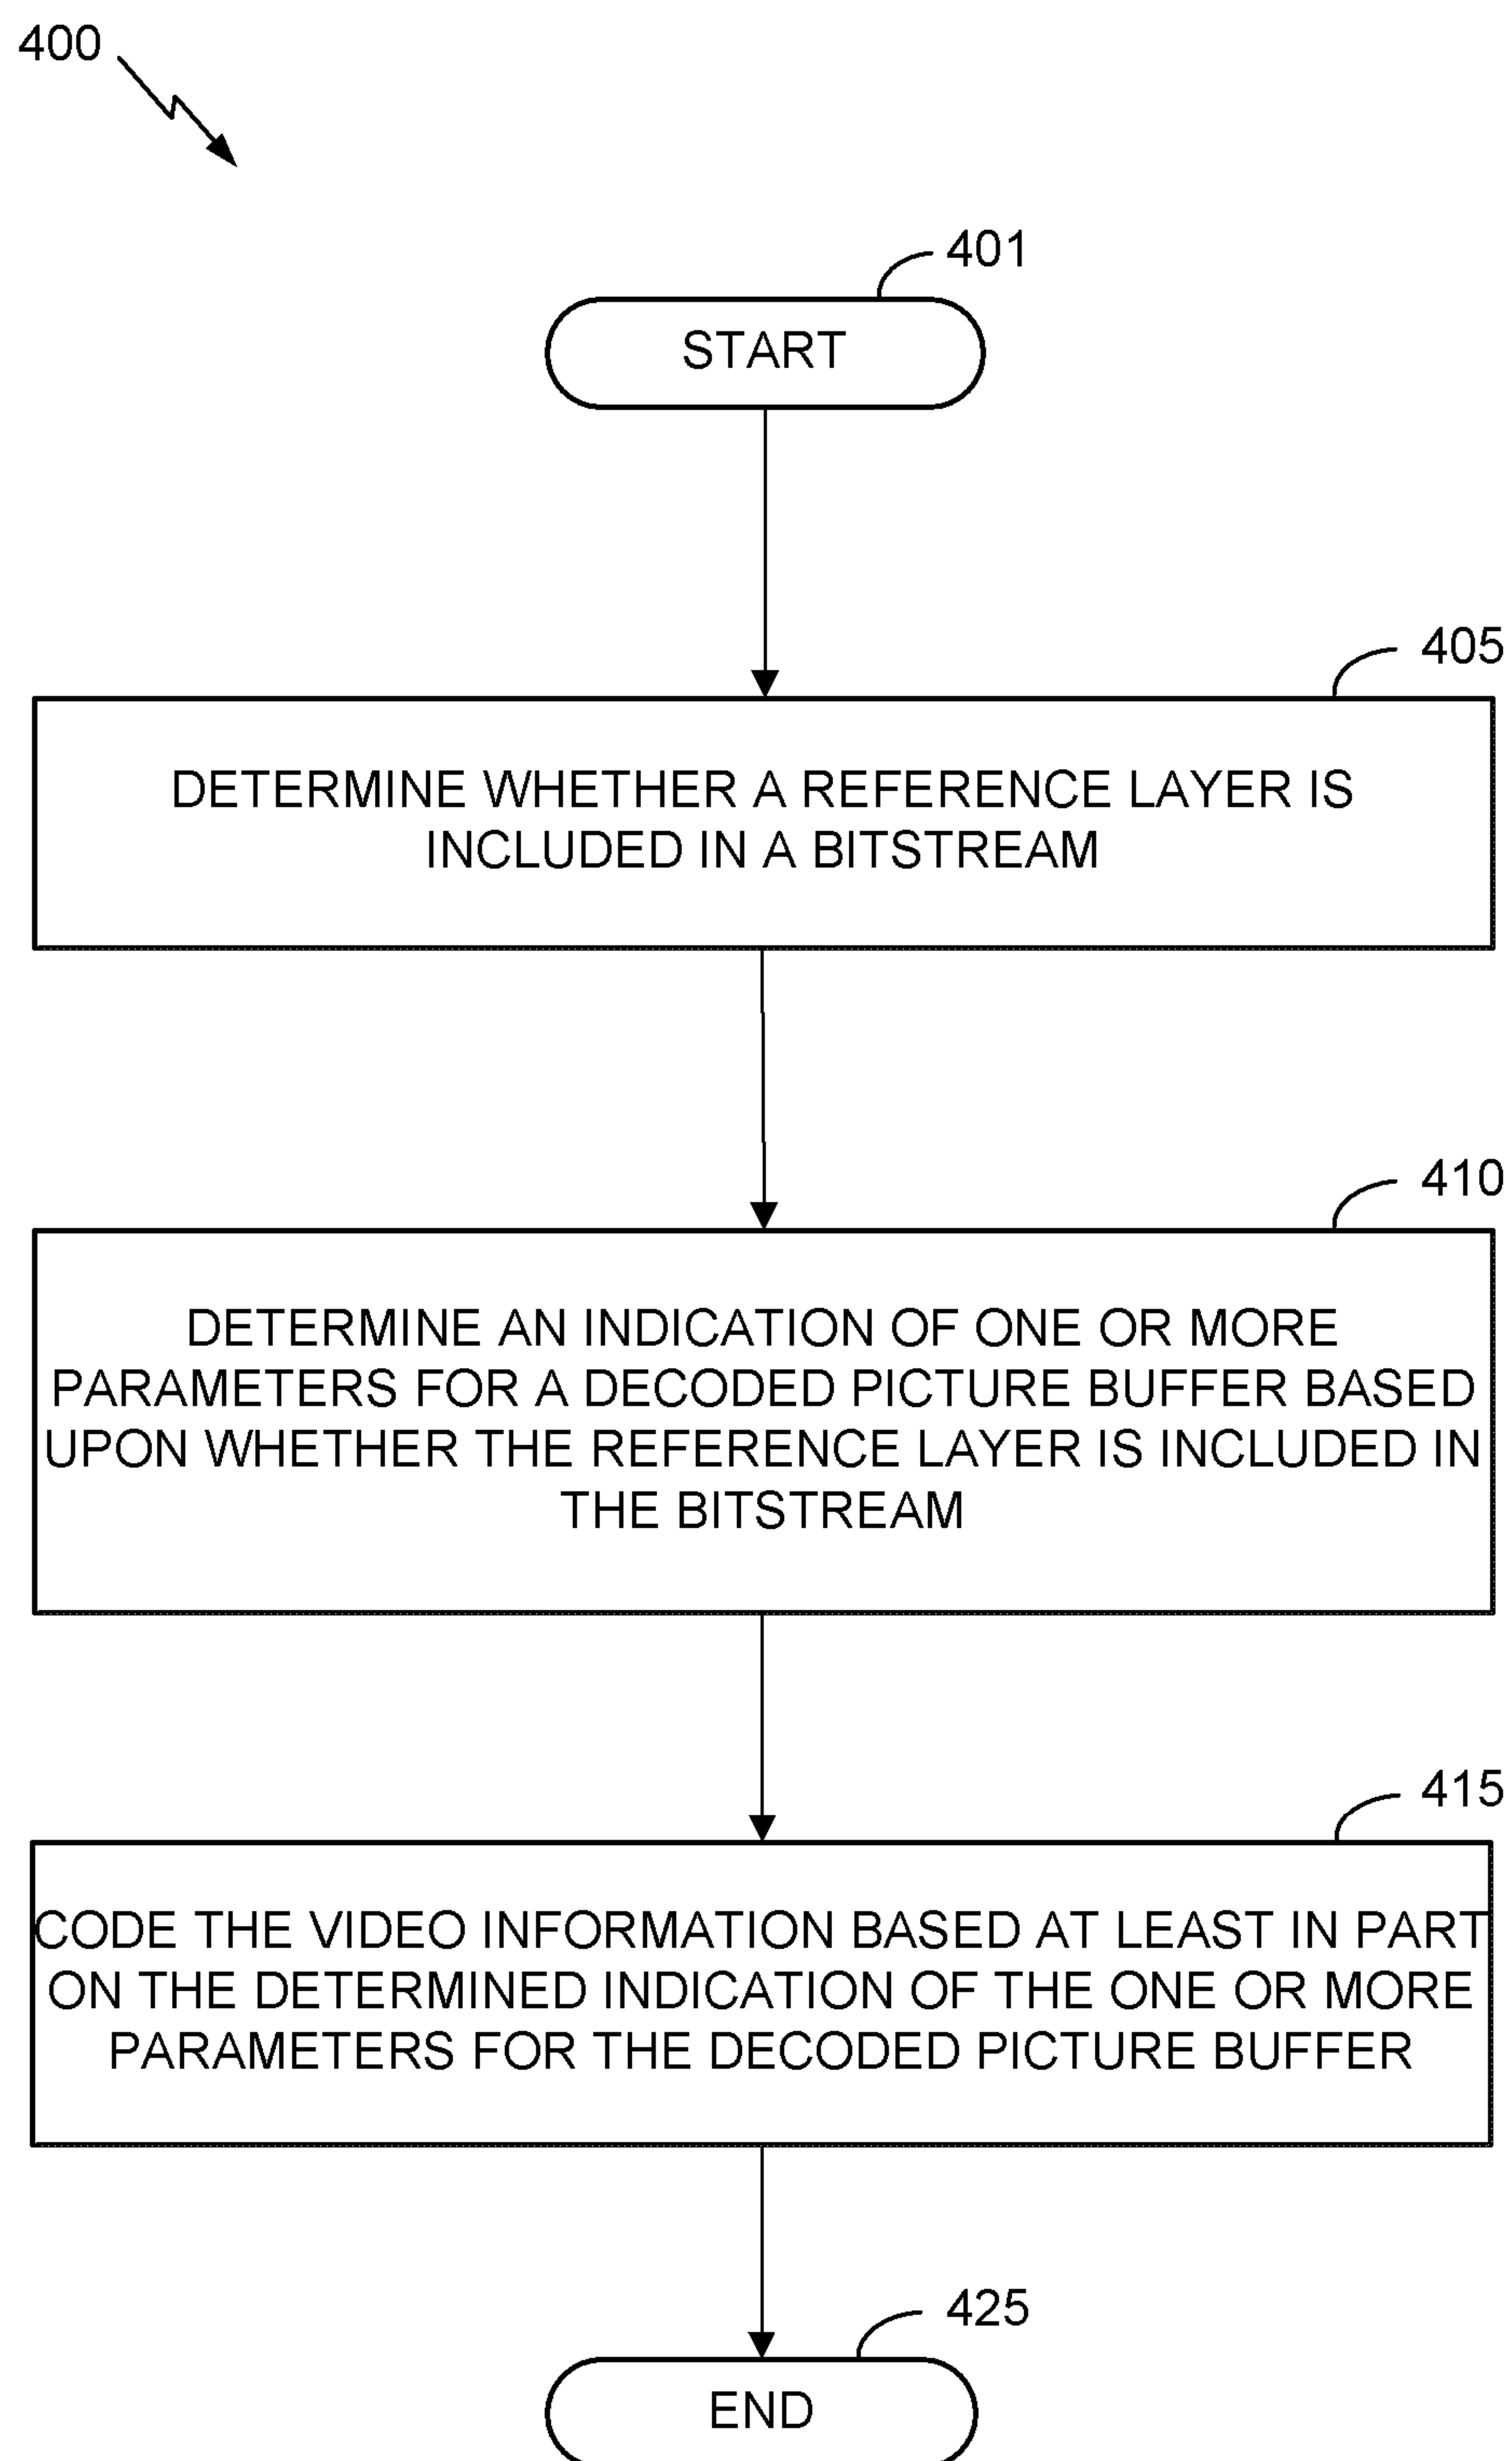 400
401
START
405
DETERMINE WHETHER A REFERENCE LAYER IS
INCLUDED IN A BITSTREAM
410
DETERMINE AN INDICATION OF ONE OR MORE
PARAMETERS FOR A DECODED PICTURE BUFFER BASED
UPON WHETHER THE REFERENCE LAYER IS INCLUDED IN
THE BITSTREAM
415
CODE THE VIDEO INFORMATION BASED AT LEAST IN PART
ON THE DETERMINED INDICATION OF THE ONE OR MORE
PARAMETERS FOR THE DECODED PICTURE BUFFER
425
END